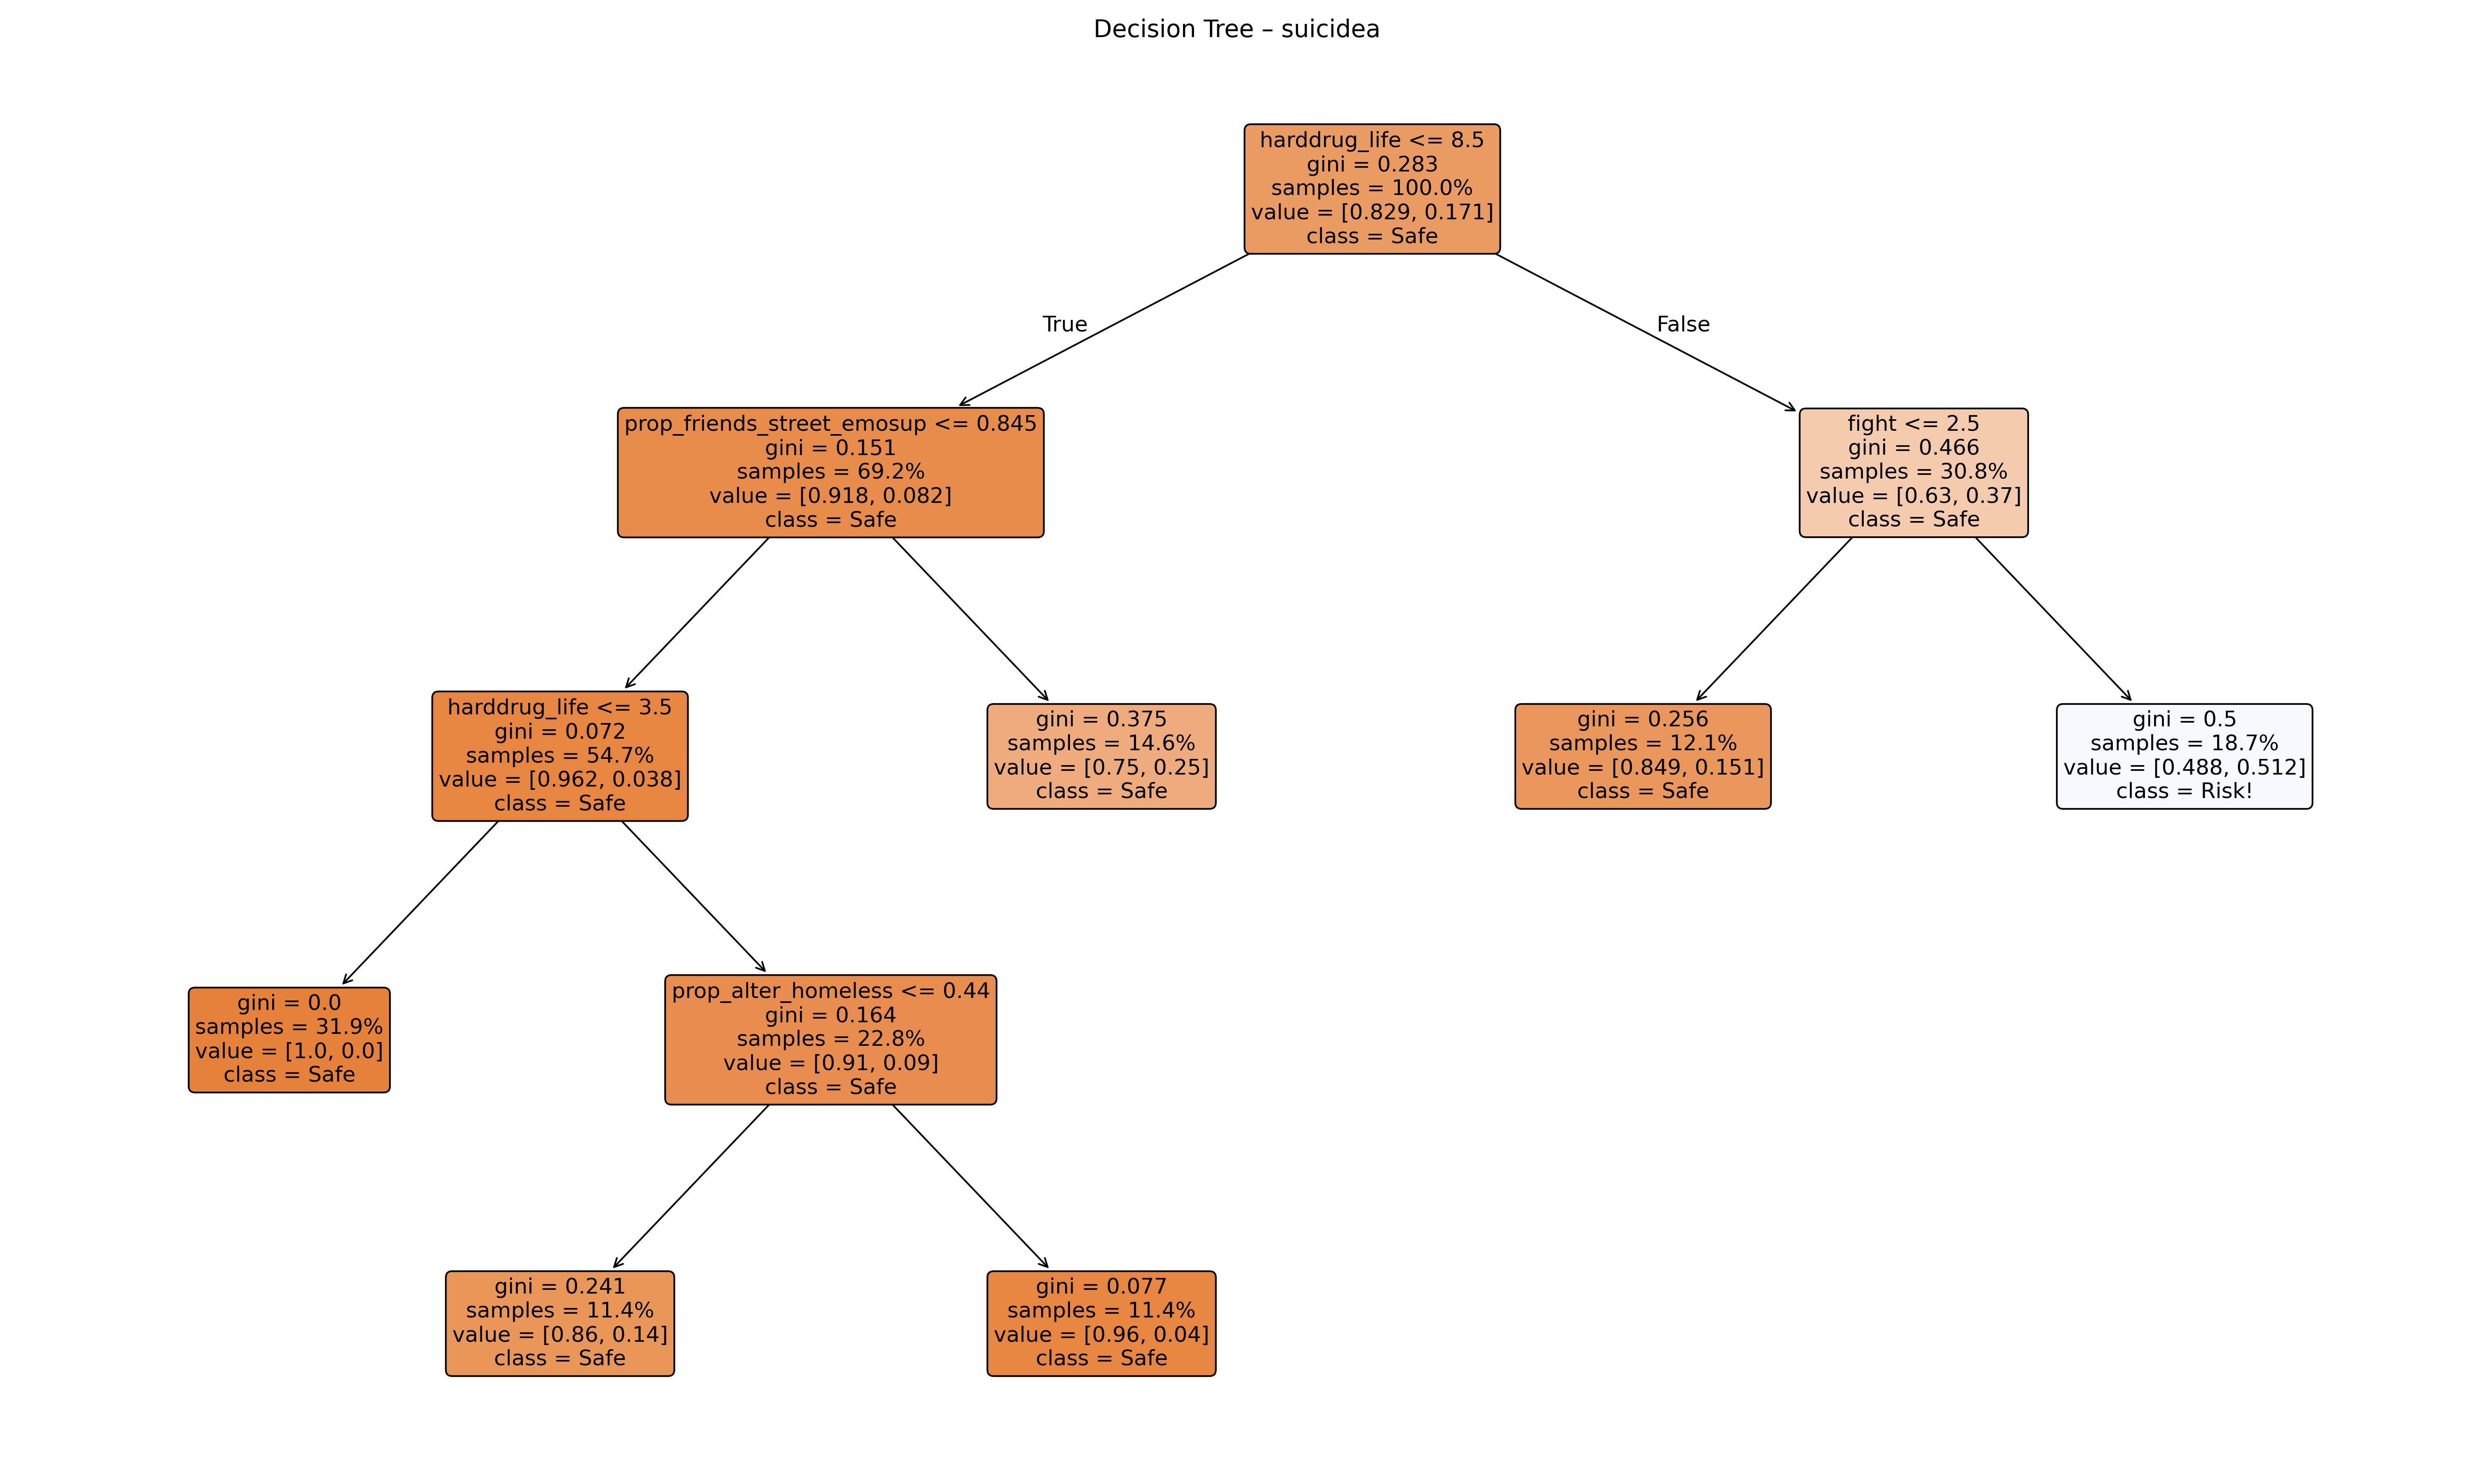 Decision Tree – suicidea
harddrug_life <= 8.5
gini = 0.283
samples = 100.0%
value = [0.829, 0.171]
class = Safe
True
False
prop_friends_street_emosup <= 0.845
gini = 0.151
samples = 69.2%
value = [0.918, 0.082]
class = Safe
fight <= 2.5
gini = 0.466
samples = 30.8%
value = [0.63, 0.37]
class = Safe
harddrug_life <= 3.5
gini = 0.072
samples = 54.7%
value = [0.962, 0.038]
class = Safe
gini = 0.375
samples = 14.6%
value = [0.75, 0.25]
class = Safe
gini = 0.256
samples = 12.1%
value = [0.849, 0.151]
class = Safe
gini = 0.5
samples = 18.7%
value = [0.488, 0.512]
class = Risk!
gini = 0.0
samples = 31.9%
value = [1.0, 0.0]
class = Safe
prop_alter_homeless <= 0.44
gini = 0.164
samples = 22.8%
value = [0.91, 0.09]
class = Safe
gini = 0.241
samples = 11.4%
value = [0.86, 0.14]
class = Safe
gini = 0.077
samples = 11.4%
value = [0.96, 0.04]
class = Safe